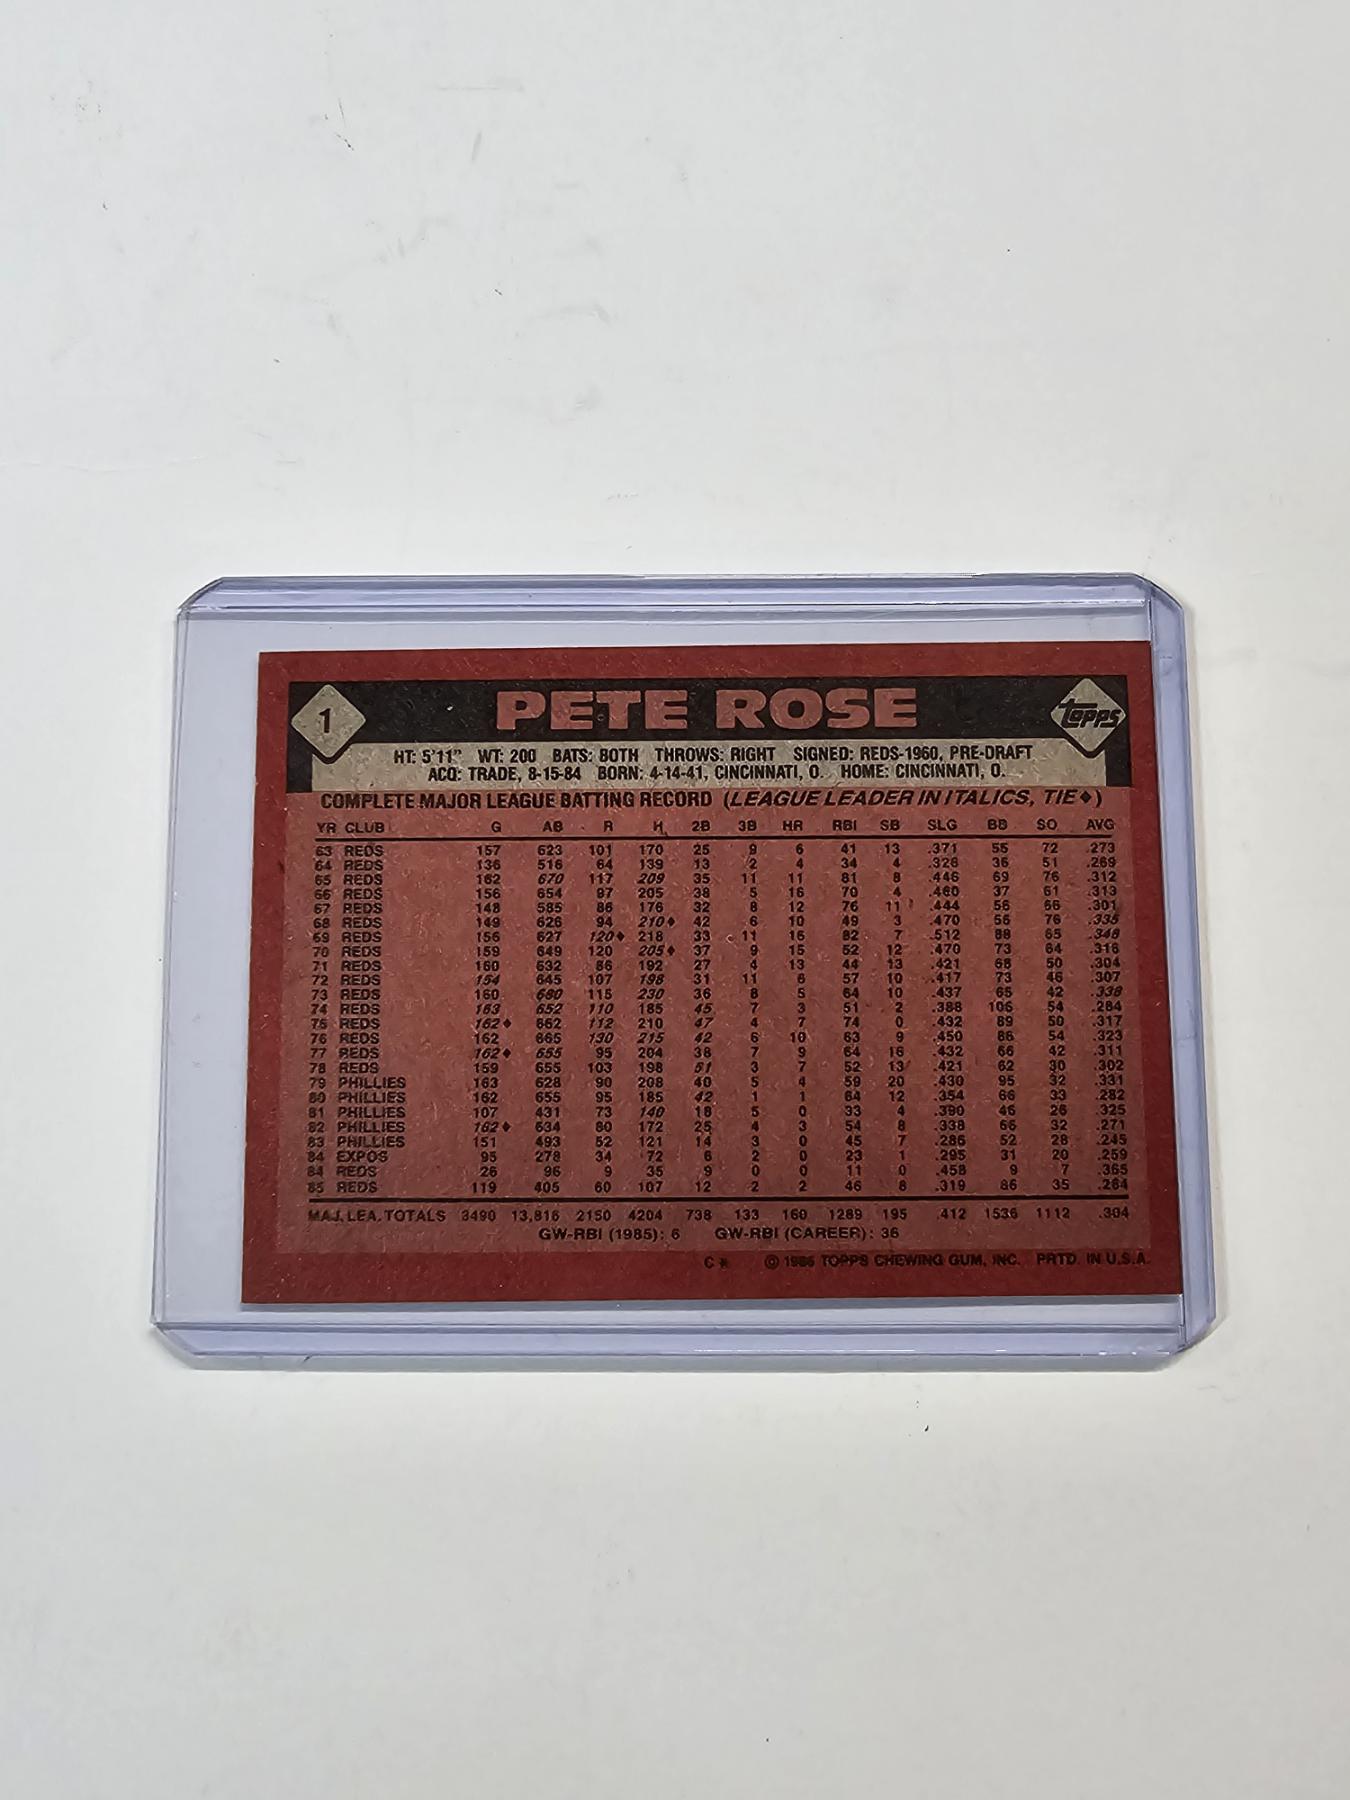 1 PETE ROSE topps
HT: 5'11" WT: 200 BATS: BOTH THROWS: RIGHT SIGNED: REDS-1960, PRE-DRAFT
ACQ: TRADE, 8-15-84 BORN: 4-14-41, CINCINNATI, O. HOME: CINCINNATI, O.
COMPLETE MAJOR LEAGUE BATTING RECORD (LEAGUE LEADER IN ITALICS, TIE♦)
YR CLUB G AB R H 2B 3B HR RBI SB SLG BB SO AVG
63 REDS 157 623 101 170 25 9 6 41 13 .371 55 72 .273
64 REDS 136 516 64 139 13 2 4 34 4 .326 36 51 .269
65 REDS 162 670 117 209 35 11 11 81 8 .446 69 76 .312
66 REDS 156 654 97 205 38 5 16 70 4 .460 37 61 .313
67 REDS 148 585 86 176 32 8 12 76 11 .444 56 66 .301
68 REDS 149 626 94 210♦ 42 6 10 49 3 .470 56 76 .335
69 REDS 156 627 120♦ 218 33 11 16 82 7 .512 88 65 .348
70 REDS 159 649 120 205♦ 37 9 15 52 12 .470 73 64 .316
71 REDS 160 632 86 192 27 4 13 44 13 .421 68 50 .304
72 REDS 154 645 107 198 31 11 6 57 10 .417 73 46 .307
73 REDS 160 680 115 230 36 8 5 64 10 .437 65 42 .338
74 REDS 163 652 110 185 45 7 3 51 2 .388 106 54 .284
75 REDS 162♦ 662 112 210 47 4 7 74 0 .432 89 50 .317
76 REDS 162 665 130 215 42 6 10 63 9 .450 86 54 .323
77 REDS 162♦ 655 95 204 38 7 9 64 16 .432 66 42 .311
78 REDS 159 655 103 198 51 3 7 52 13 .421 62 30 .302
79 PHILLIES 163 628 90 208 40 5 4 59 20 .430 95 32 .331
80 PHILLIES 162 655 95 185 42 1 1 64 12 .354 66 33 .282
81 PHILLIES 107 431 73 140 18 5 0 33 4 .390 46 26 .325
82 PHILLIES 162♦ 634 80 172 25 4 3 54 8 .338 66 32 .271
83 PHILLIES 151 493 52 121 14 3 0 45 7 .286 52 28 .245
84 EXPOS 95 278 34 72 6 2 0 23 1 .295 31 20 .259
84 REDS 26 96 9 35 9 0 0 11 0 .458 9 7 .365
85 REDS 119 405 60 107 12 2 2 46 8 .319 86 35 .264
MAJ. LEA. TOTALS 3490 13,816 2150 4204 738 133 160 1289 195 .412 1536 1112 .304
GW-RBI (1985): 6 GW-RBI (CAREER): 36
C* © 1986 TOPPS CHEWING GUM, INC. PRTD. IN U.S.A.